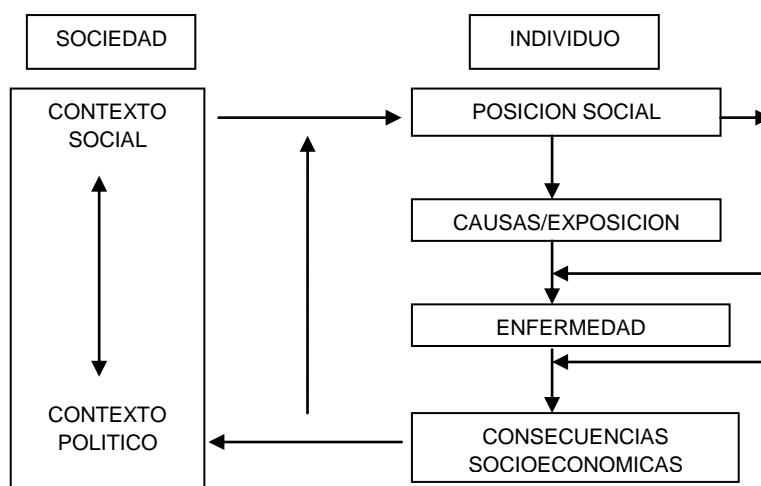 SOCIEDAD
INDIVIDUO
CONTEXTO
SOCIAL
POSICION SOCIAL
CAUSAS/EXPOSICION
ENFERMEDAD
CONTEXTO
POLITICO
CONSECUENCIAS
SOCIOECONOMICAS